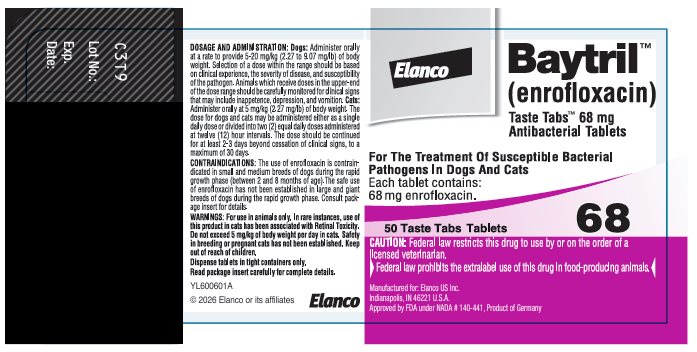 C3T9
Lot No.:
Exp.
Date:
DOSAGE AND ADMINISTRATION: Dogs: Administer orally
at a rate to provide 5-20 mg/kg (2.27 to 9.07 mg/lb) of body
weight. Selection of a dose within the range should be based
on clinical experience, the severity of disease, and susceptibility
of the pathogen. Animals which receive doses in the upper-end
of the dose range should be carefully monitored for clinical signs
that may include inappetence, depression, and vomition. Cats:
Administer orally at 5 mg/kg (2.27 mg/lb) of body weight. The
dose for dogs and cats may be administered either as a single
daily dose or divided into two (2) equal daily doses administered
at twelve (12) hour intervals. The dose should be continued
for at least 2-3 days beyond cessation of clinical signs, to a
maximum of 30 days.
CONTRAINDICATIONS: The use of enrofloxacin is contrain-
dicated in small and medium breeds of dogs during the rapid
growth phase (between 2 and 8 months of age). The safe use
of enrofloxacin has not been established in large and giant
breeds of dogs during the rapid growth phase. Consult pack-
age insert for details.
WARNINGS: For use in animals only. In rare instances, use of
this product in cats has been associated with Retinal Toxicity.
Do not exceed 5 mg/kg of body weight per day in cats. Safety
in breeding or pregnant cats has not been established. Keep
out of reach of children.
Dispense tablets in tight containers only.
Read package insert carefully for complete details.
YL600601A
© 2026 Elanco or its affiliates
Elanco
Elanco
Baytril™
(enrofloxacin)
Taste Tabs™ 68 mg
Antibacterial Tablets
For The Treatment Of Susceptible Bacterial
Pathogens In Dogs And Cats
Each tablet contains:
68 mg enrofloxacin.
50 Taste Tabs Tablets
68
CAUTION: Federal law restricts this drug to use by or on the order of a
licensed veterinarian.
Federal law prohibits the extralabel use of this drug in food-producing animals.
Manufactured for: Elanco US Inc.
Indianapolis, IN 46221 U.S.A.
Approved by FDA under NADA # 140-441, Product of Germany